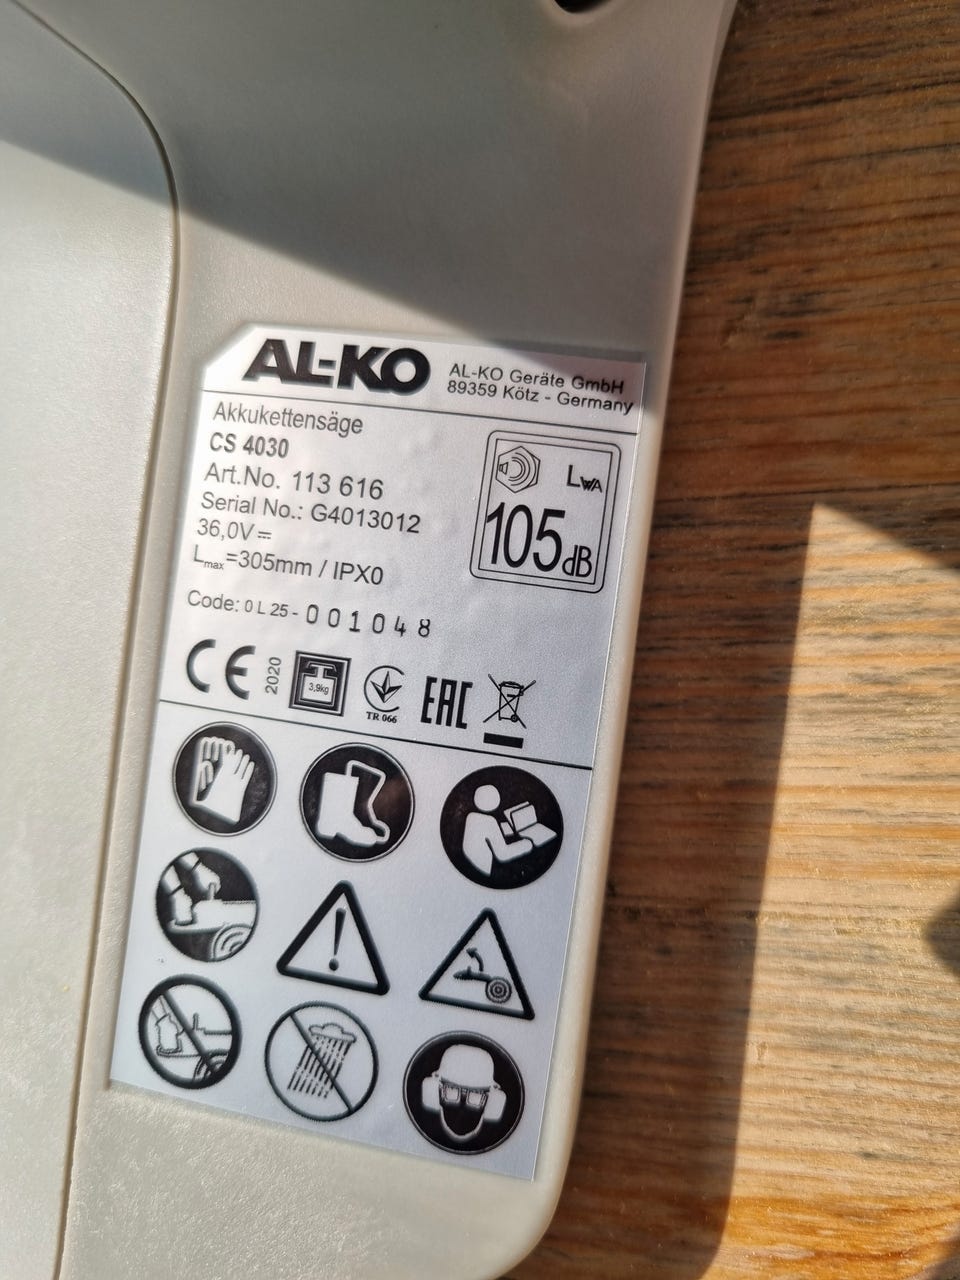 AL-KO
AL-KO Geräte GmbH
89359 Kötz - Germany
Akkukettensäge
CS 4030
Art.No. 113 616
Serial No.: G4013012
36,0V
Lmax=305mm / IPX0
LWA
105dB
Code: 0 L 25 - 001048
CE
2020
3,9kg
TR 066
EAC